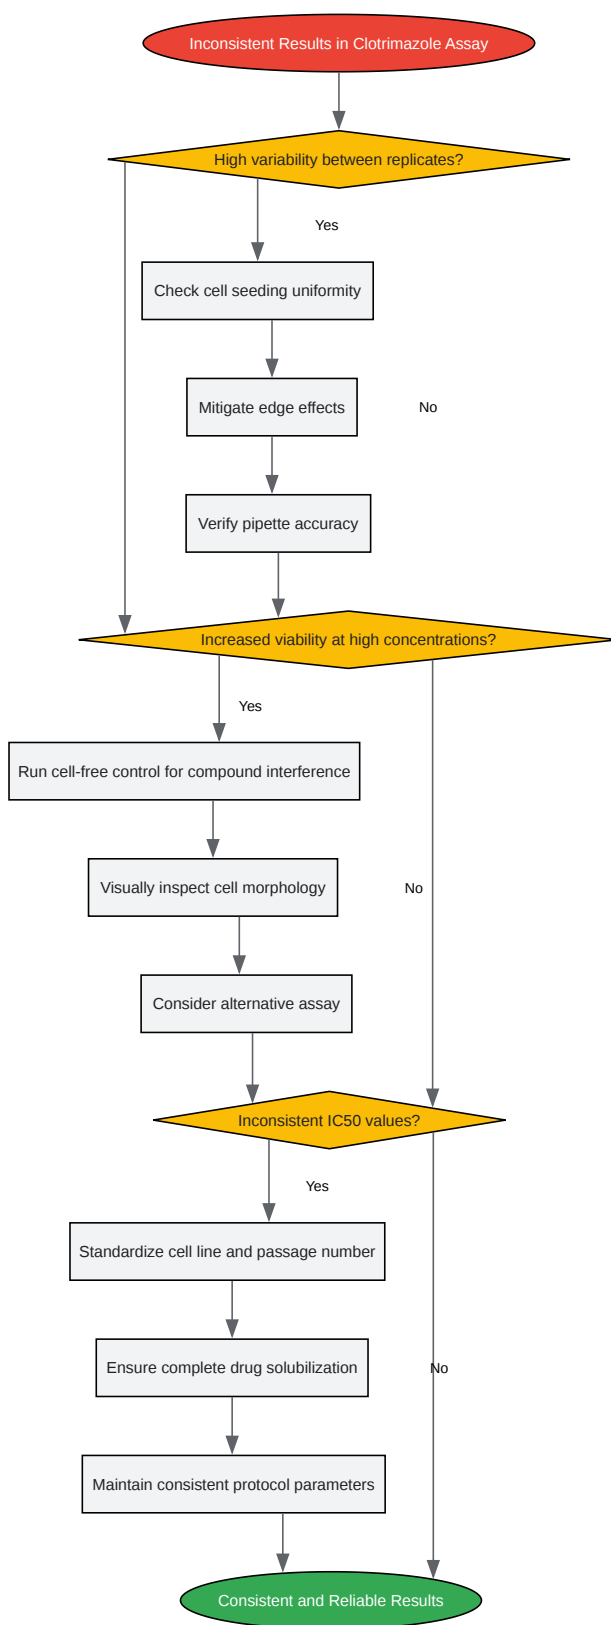 Inconsistent Results in Clotrimazole Assay
High variability between replicates?
Yes
Check cell seeding uniformity
Mitigate edge effects
No
Verify pipette accuracy
Increased viability at high concentrations?
Yes
Run cell-free control for compound interference
Visually inspect cell morphology
No
Consider alternative assay
Inconsistent IC50 values?
Yes
Standardize cell line and passage number
Ensure complete drug solubilization
No
Maintain consistent protocol parameters
Consistent and Reliable Results